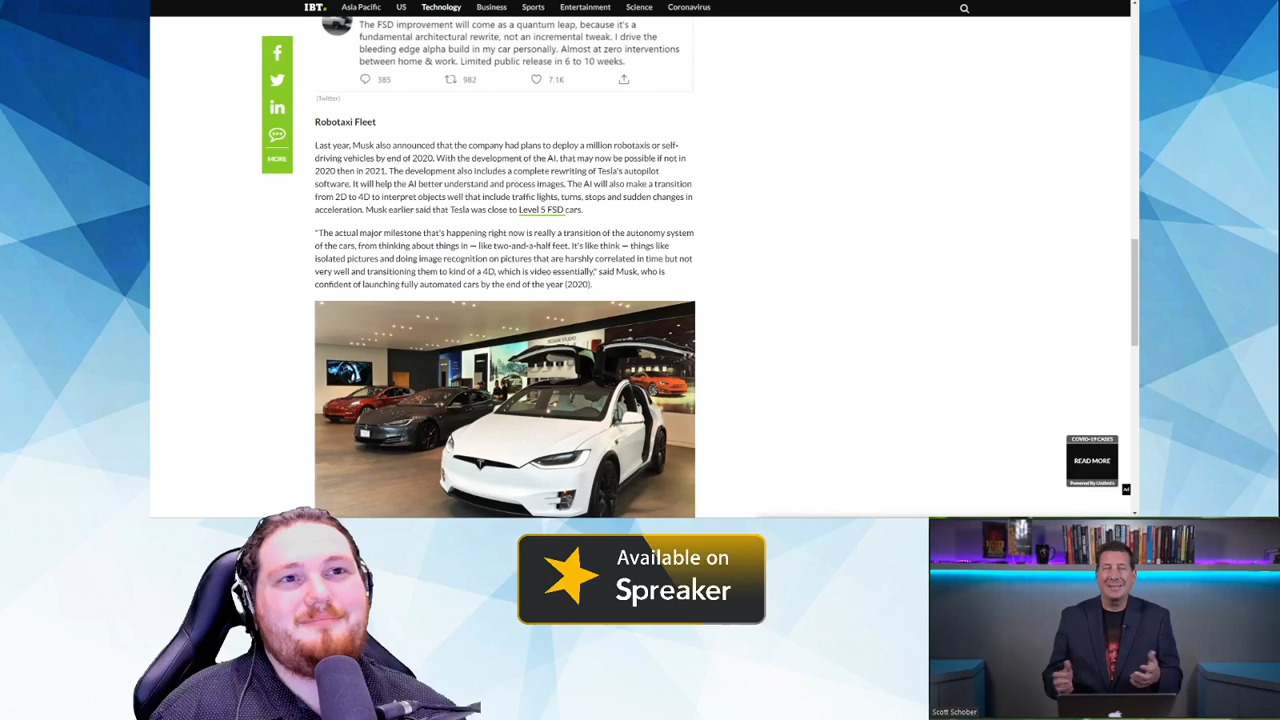 IBT.
Asia Pacific US Technology Business Sports Entertainment Science Coronavirus
The FSD improvement will come as a quantum leap, because it's a
fundamental architectural rewrite, not an incremental tweak. I drive the
bleeding edge alpha build in my car personally. Almost at zero interventions
between home & work. Limited public release in 6 to 10 weeks.
385 982 7.1K
(Twitter)
MORE
Robotaxi Fleet
Last year, Musk also announced that the company had plans to deploy a million robotaxis or self-
driving vehicles by end of 2020. With the development of the AI, that may now be possible if not in
2020 then in 2021. The development also includes a complete rewriting of Tesla's autopilot
software. It will help the AI better understand and process images. The AI will also make a transition
from 2D to 4D to interpret objects well that include traffic lights, turns, stops and sudden changes in
acceleration. Musk earlier said that Tesla was close to Level 5 FSD cars.
"The actual major milestone that's happening right now is really a transition of the autonomy system
of the cars, from thinking about things in — like two-and-a-half feet. It's like think — things like
isolated pictures and doing image recognition on pictures that are harshly correlated in time but not
very well and transitioning them to kind of a 4D, which is video essentially," said Musk, who is
confident of launching fully automated cars by the end of the year (2020).
DESIGN STUDIO
COVID-19 CASES
READ MORE
Powered By Unibots
Ad
Available on
Spreaker
Scott Schober